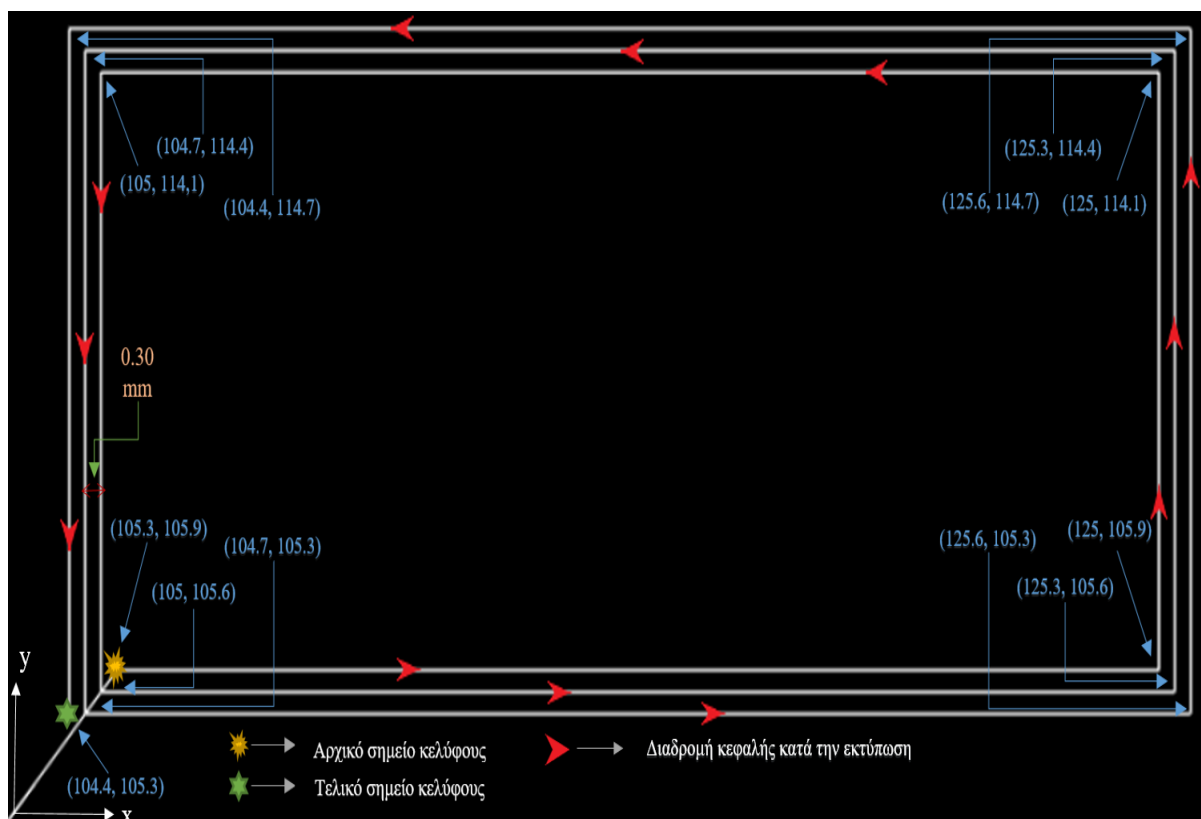 (104.7, 114.4)
(125.3, 114.4)
(105, 114,1)
(104.4, 114.7)
(125.6, 114.7)
(125, 114.1)
0.30
mm
(105.3, 105.9)
(104.7, 105.3)
(125.6, 105.3)
(125, 105.9)
(105, 105.6)
(125.3, 105.6)
y
Αρχικό σημείο κελύφους
Διαδρομή κεφαλής κατά την εκτύπωση
(104.4, 105.3)
Τελικό σημείο κελύφους
x